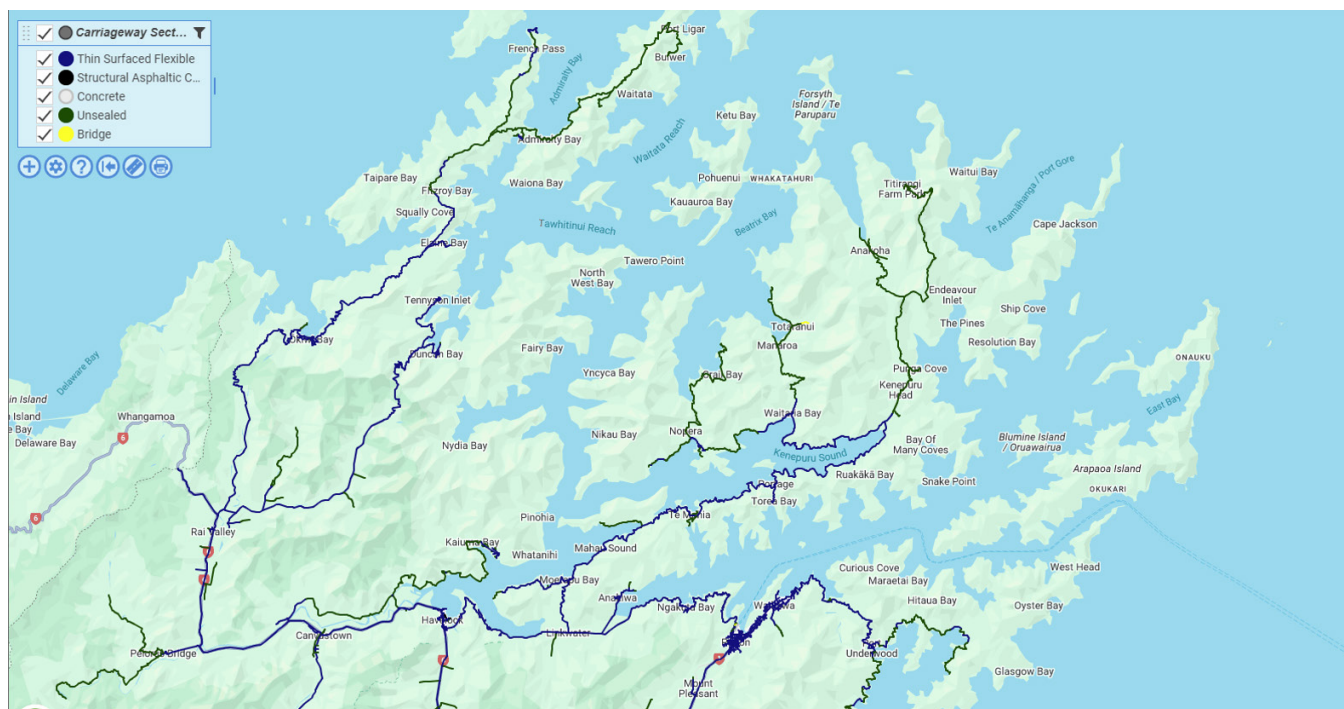 Carriageway Sect...
Thin Surfaced Flexible
Structural Asphaltic C...
Concrete
Unsealed
Bridge
French Pass
Port Ligar
Bulwer
Admiralty Bay
Waitata
Forsyth
Island / Te
Paruparu
Ketu Bay
Admiralty Bay
Waitata Reach
Taipare Bay
Fitzroy Bay
Waiona Bay
Pohuenui
WHAKATAHURI
Titirangi
Farm Park
Waitui Bay
Te Anamāhanga / Port Gore
Squally Cove
Kauauroa Bay
Beatrix Bay
Tawhitinui Reach
Cape Jackson
Elaine Bay
Anakoha
Tawero Point
North
West Bay
Tennyson Inlet
Endeavour
Inlet
Ship Cove
Totaranui
The Pines
Okiwi Bay
Manaroa
Resolution Bay
Fairy Bay
Duncan Bay
ONAUKU
Delaware Bay
Yncyca Bay
Punga Cove
Kenepuru
Head
in Island
Island
e Bay
Delaware Bay
Whangamoa
6
Waitaria Bay
East Bay
Nopera
Nikau Bay
Nydia Bay
Bay Of
Many Coves
Blumine Island
/ Oruawairua
Kenepuru Sound
Arapaoa Island
Ruakākā Bay
Snake Point
OKUKARI
Portage
Torea Bay
6
Pinohia
Te Mahia
Rai Valley
Kaiuma Bay
Whatanihi
Mahau Sound
Curious Cove
West Head
Moetapu Bay
Maraetai Bay
Anakiwa
Ngakuta Bay
Waikawa
Hitaua Bay
Oyster Bay
Havelock
Linkwater
Canvastown
Picton
Port
Underwood
Pelorus Bridge
Glasgow Bay
Mount
Pleasant